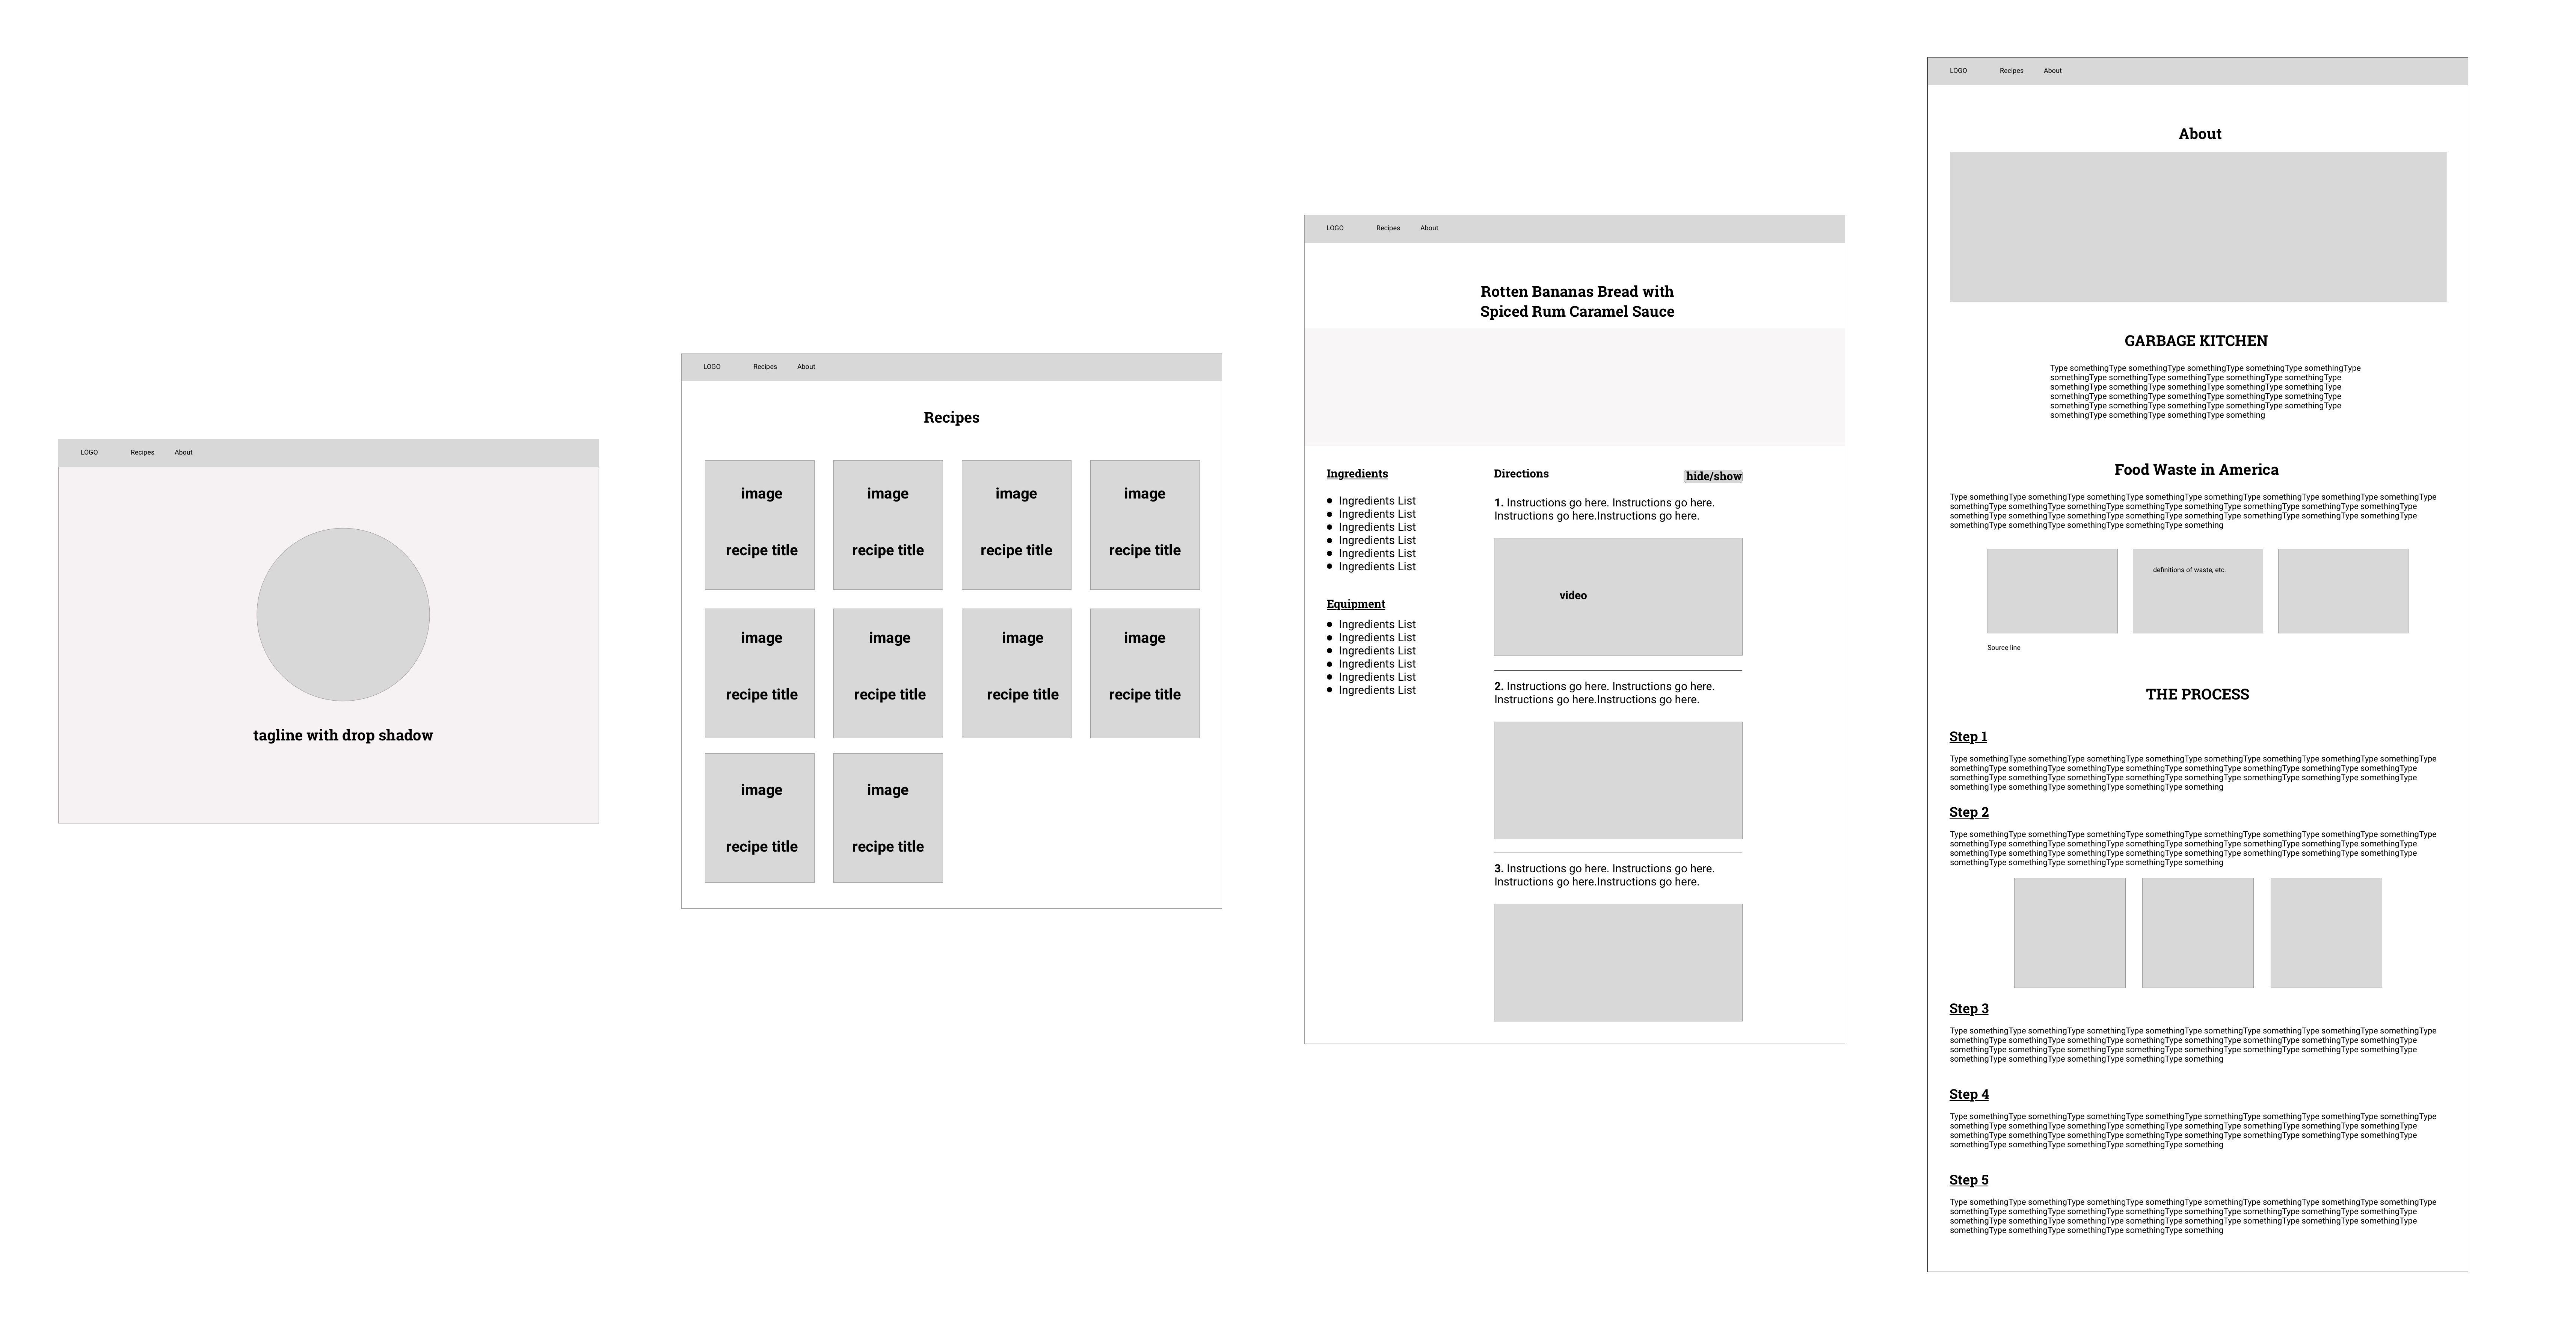 LOGO Recipes About
tagline with drop shadow
LOGO Recipes About
Recipes
image image image image
recipe title recipe title recipe title recipe title
image image image image
recipe title recipe title recipe title recipe title
image image
recipe title recipe title
LOGO Recipes About
Rotten Bananas Bread with
Spiced Rum Caramel Sauce
Ingredients
Ingredients List
Ingredients List
Ingredients List
Ingredients List
Ingredients List
Ingredients List
Equipment
Ingredients List
Ingredients List
Ingredients List
Ingredients List
Ingredients List
Ingredients List
Directions hide/show
1. Instructions go here. Instructions go here.
Instructions go here.Instructions go here.
video
2. Instructions go here. Instructions go here.
Instructions go here.Instructions go here.
3. Instructions go here. Instructions go here.
Instructions go here.Instructions go here.
LOGO Recipes About
About
GARBAGE KITCHEN
Type somethingType somethingType somethingType somethingType somethingType
somethingType somethingType somethingType somethingType somethingType
somethingType somethingType somethingType somethingType somethingType
somethingType somethingType somethingType somethingType somethingType
somethingType somethingType somethingType somethingType somethingType
somethingType somethingType somethingType something
Food Waste in America
Type somethingType somethingType somethingType somethingType somethingType somethingType somethingType somethingType
somethingType somethingType somethingType somethingType somethingType somethingType somethingType somethingType
somethingType somethingType somethingType somethingType somethingType somethingType somethingType somethingType
somethingType somethingType somethingType somethingType something
definitions of waste, etc.
Source line
THE PROCESS
Step 1
Type somethingType somethingType somethingType somethingType somethingType somethingType somethingType somethingType
somethingType somethingType somethingType somethingType somethingType somethingType somethingType somethingType
somethingType somethingType somethingType somethingType somethingType somethingType somethingType somethingType
somethingType somethingType somethingType somethingType something
Step 2
Type somethingType somethingType somethingType somethingType somethingType somethingType somethingType somethingType
somethingType somethingType somethingType somethingType somethingType somethingType somethingType somethingType
somethingType somethingType somethingType somethingType somethingType somethingType somethingType somethingType
somethingType somethingType somethingType somethingType something
Step 3
Type somethingType somethingType somethingType somethingType somethingType somethingType somethingType somethingType
somethingType somethingType somethingType somethingType somethingType somethingType somethingType somethingType
somethingType somethingType somethingType somethingType somethingType somethingType somethingType somethingType
somethingType somethingType somethingType somethingType something
Step 4
Type somethingType somethingType somethingType somethingType somethingType somethingType somethingType somethingType
somethingType somethingType somethingType somethingType somethingType somethingType somethingType somethingType
somethingType somethingType somethingType somethingType somethingType somethingType somethingType somethingType
somethingType somethingType somethingType somethingType something
Step 5
Type somethingType somethingType somethingType somethingType somethingType somethingType somethingType somethingType
somethingType somethingType somethingType somethingType somethingType somethingType somethingType somethingType
somethingType somethingType somethingType somethingType somethingType somethingType somethingType somethingType
somethingType somethingType somethingType somethingType something